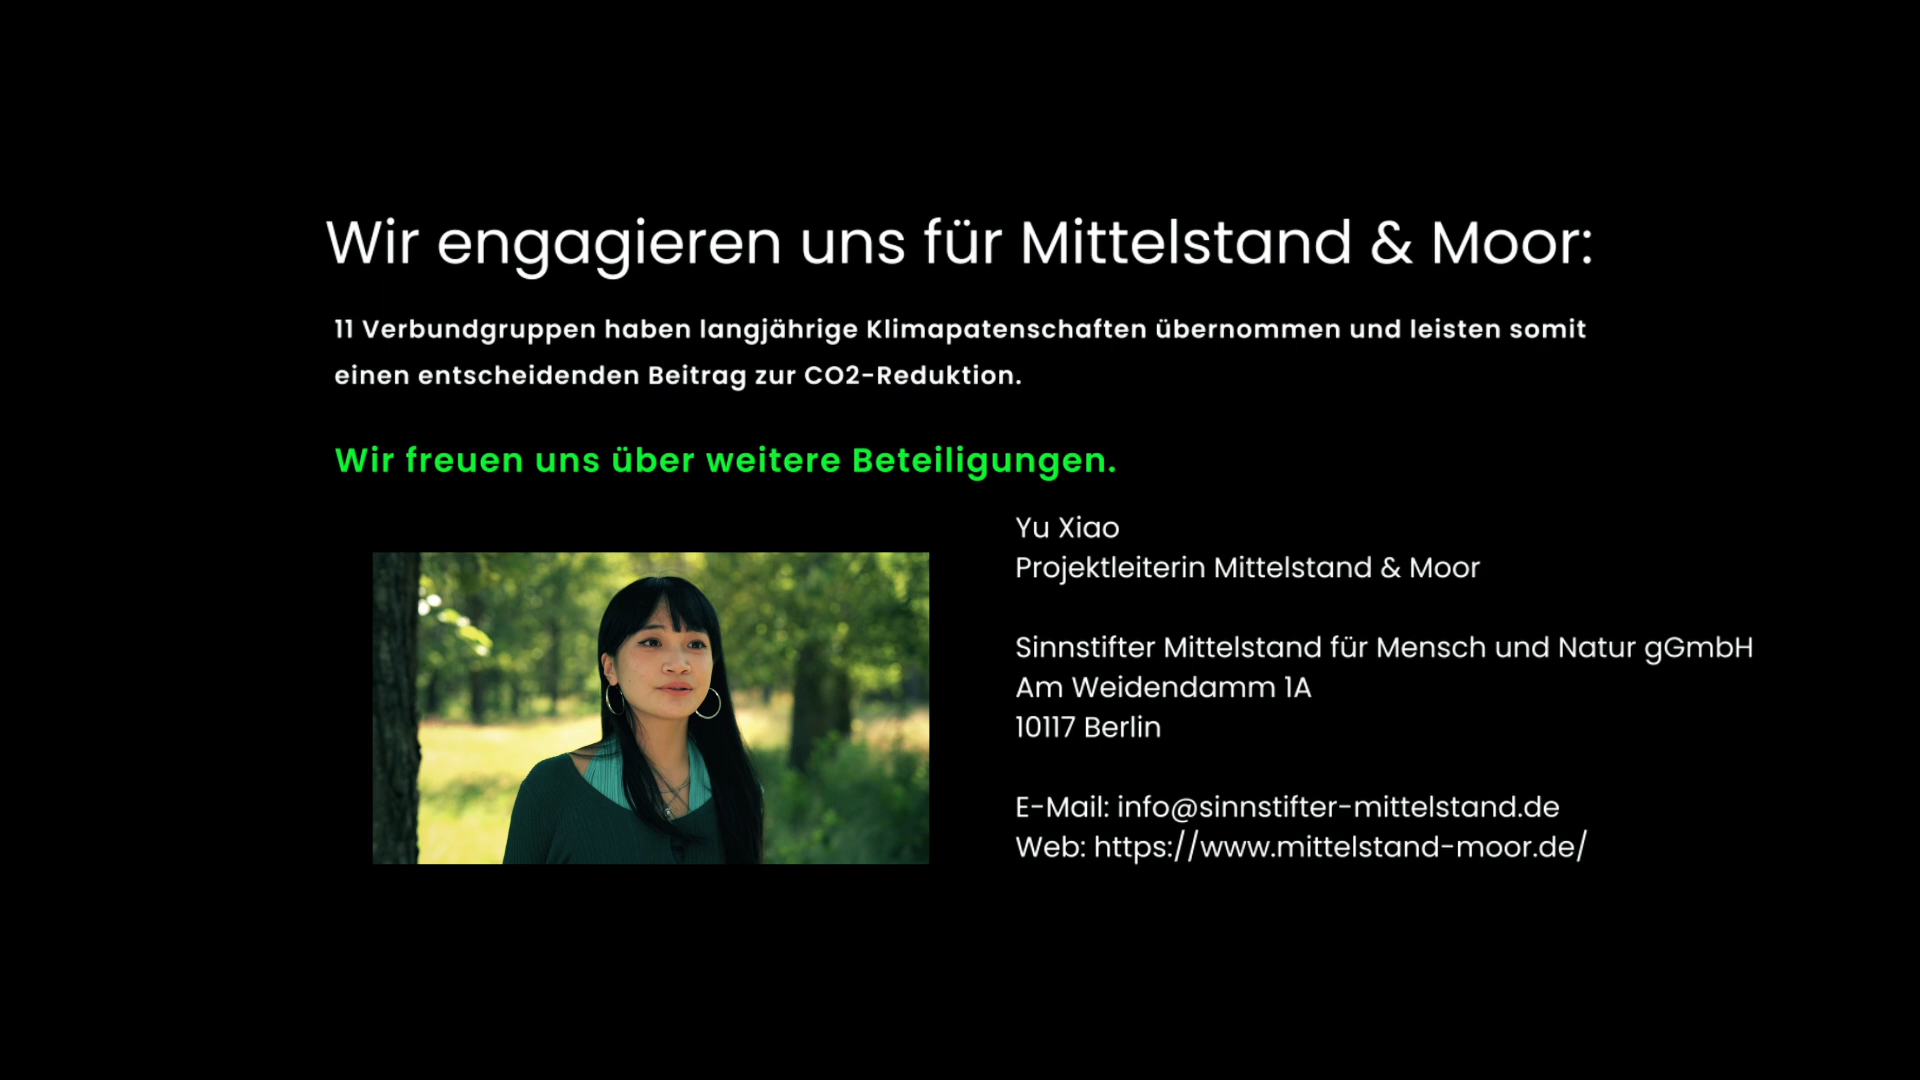 Wir engagieren uns für Mittelstand & Moor:
11 Verbundgruppen haben langjährige Klimapatenschaften übernommen und leisten somit
einen entscheidenden Beitrag zur CO2-Reduktion.
Wir freuen uns über weitere Beteiligungen.
Yu Xiao
Projektleiterin Mittelstand & Moor
Sinnstifter Mittelstand für Mensch und Natur gGmbH
Am Weidendamm 1A
10117 Berlin
E-Mail: info@sinnstifter-mittelstand.de
Web: https://www.mittelstand-moor.de/